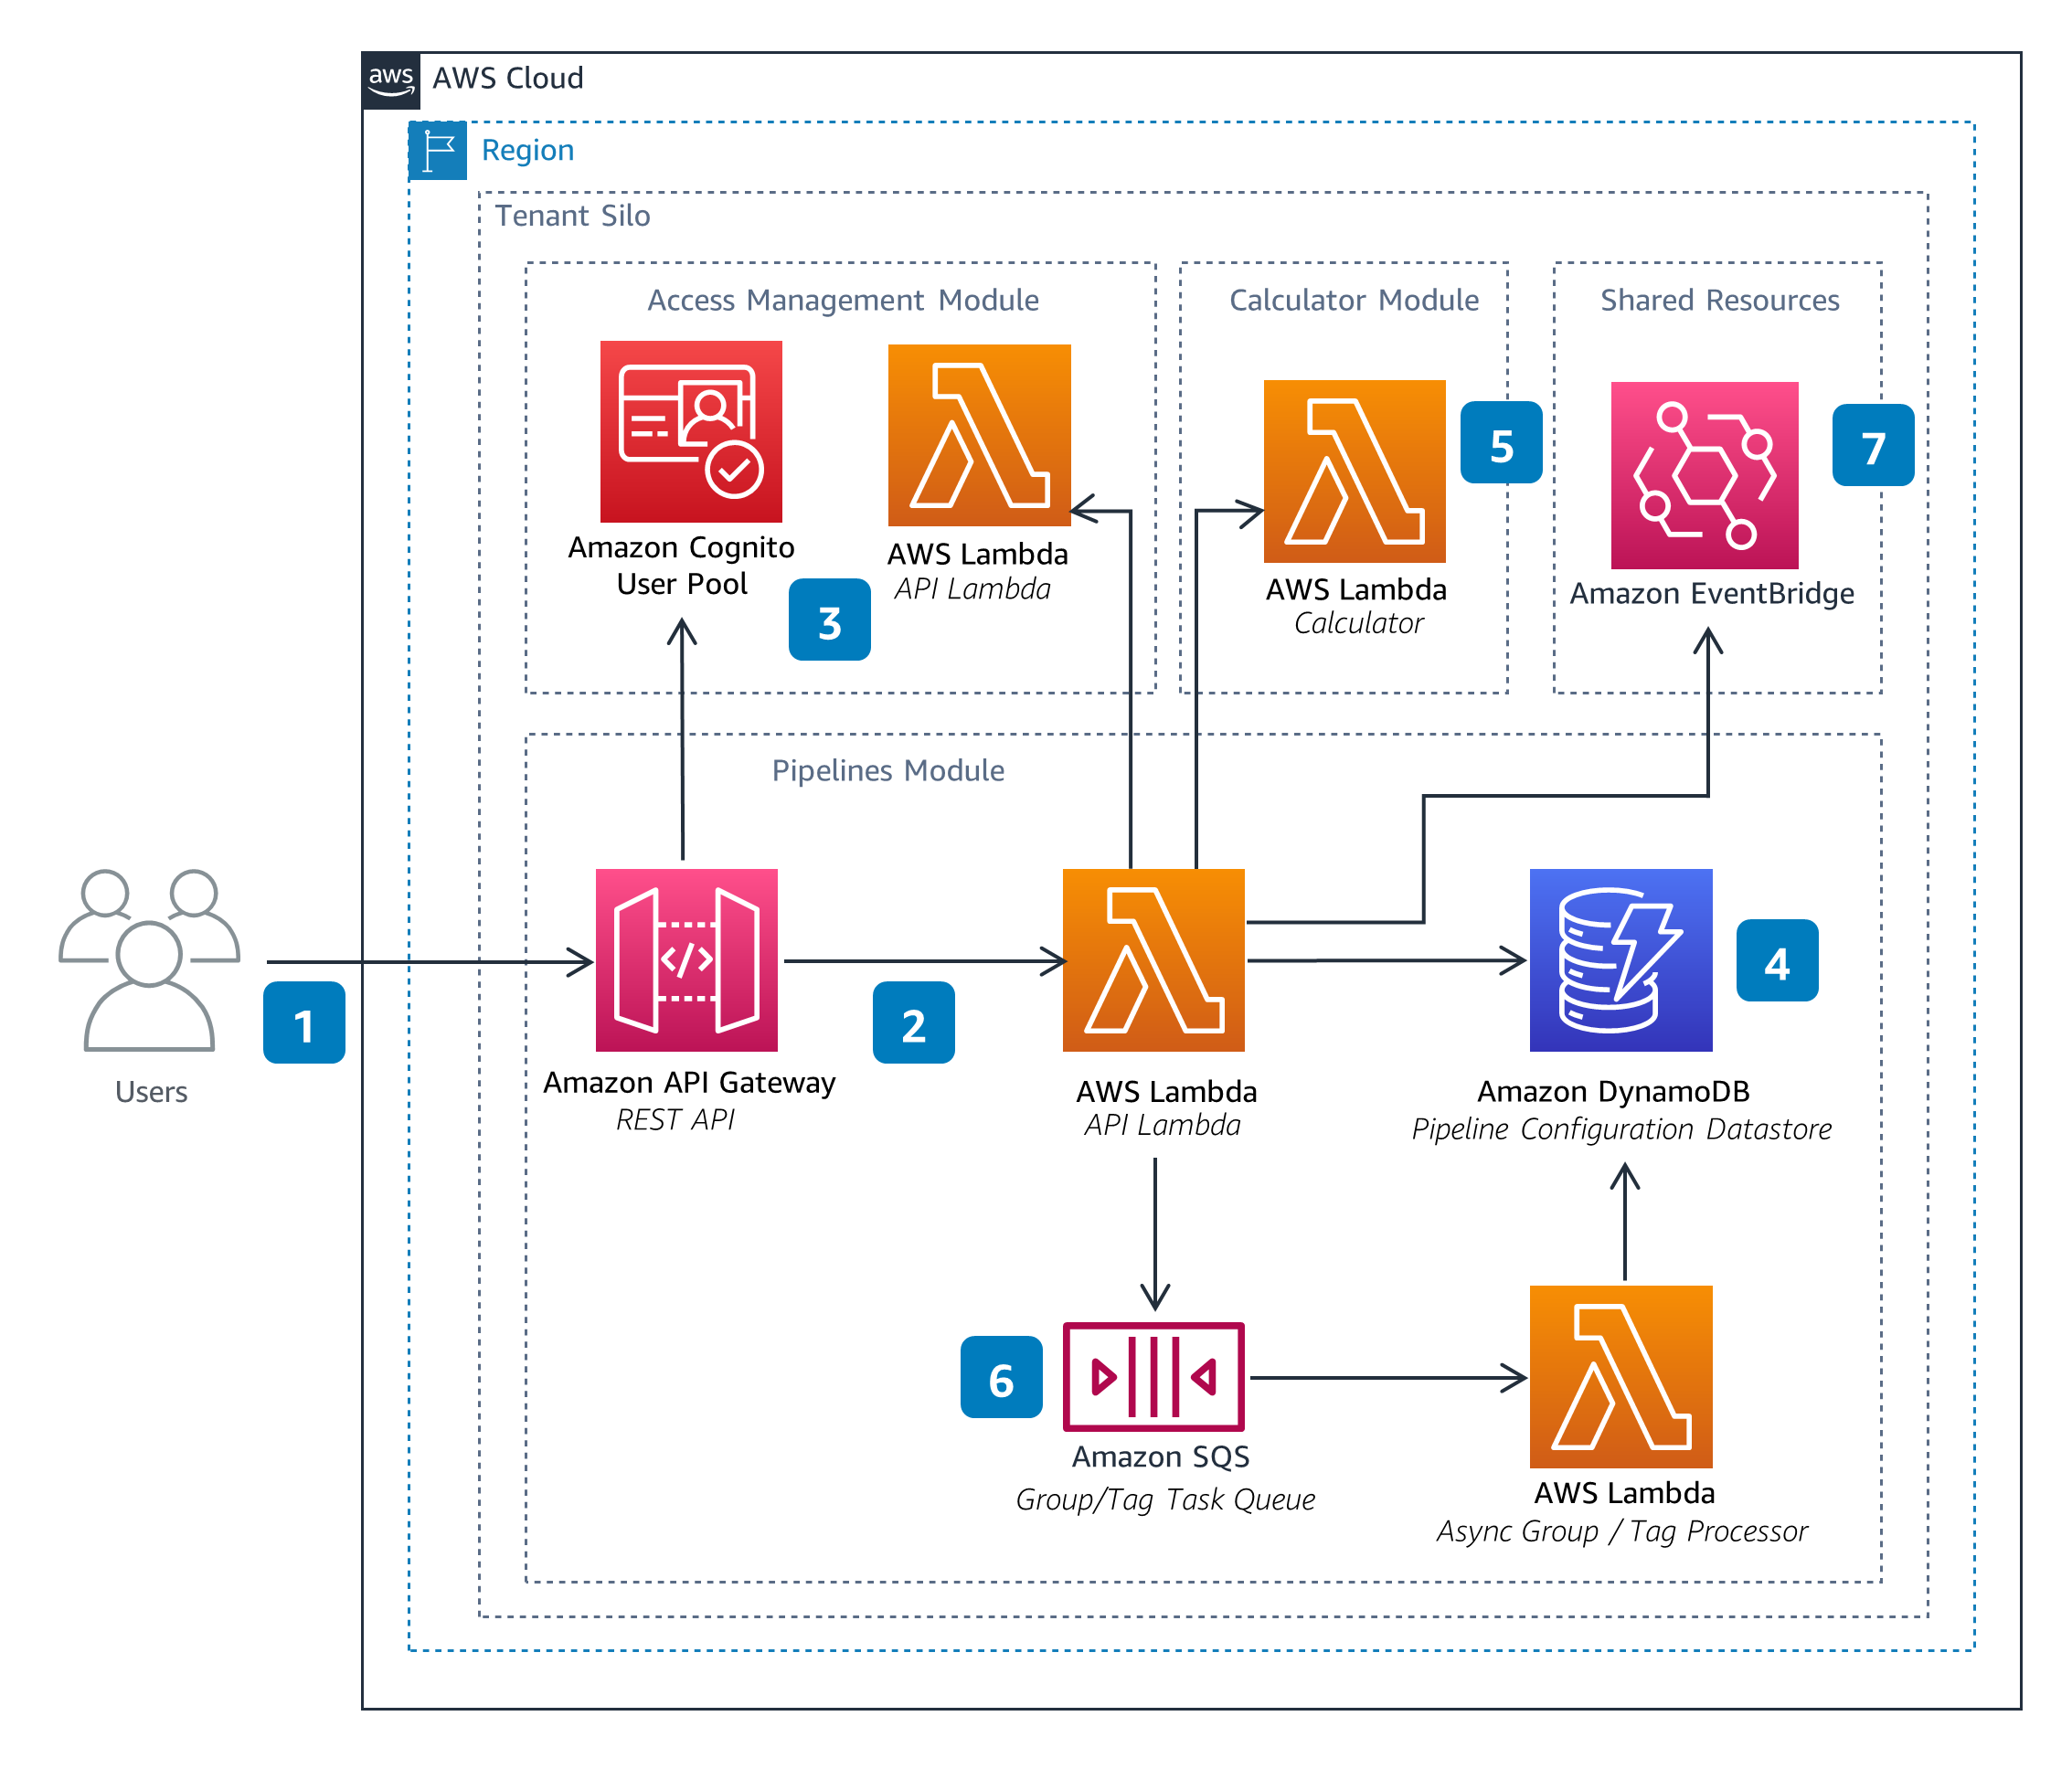 aws
AWS Cloud
Region
Tenant Silo
Access Management Module
Calculator Module
Shared Resources
5
7
Amazon Cognito
User Pool
AWS Lambda
API Lambda
3
AWS Lambda
Calculator
Amazon EventBridge
Pipelines Module
</>
4
1
2
Users
Amazon API Gateway
REST API
AWS Lambda
API Lambda
Amazon DynamoDB
Pipeline Configuration Datastore
6
Amazon SQS
Group/Tag Task Queue
AWS Lambda
Async Group / Tag Processor